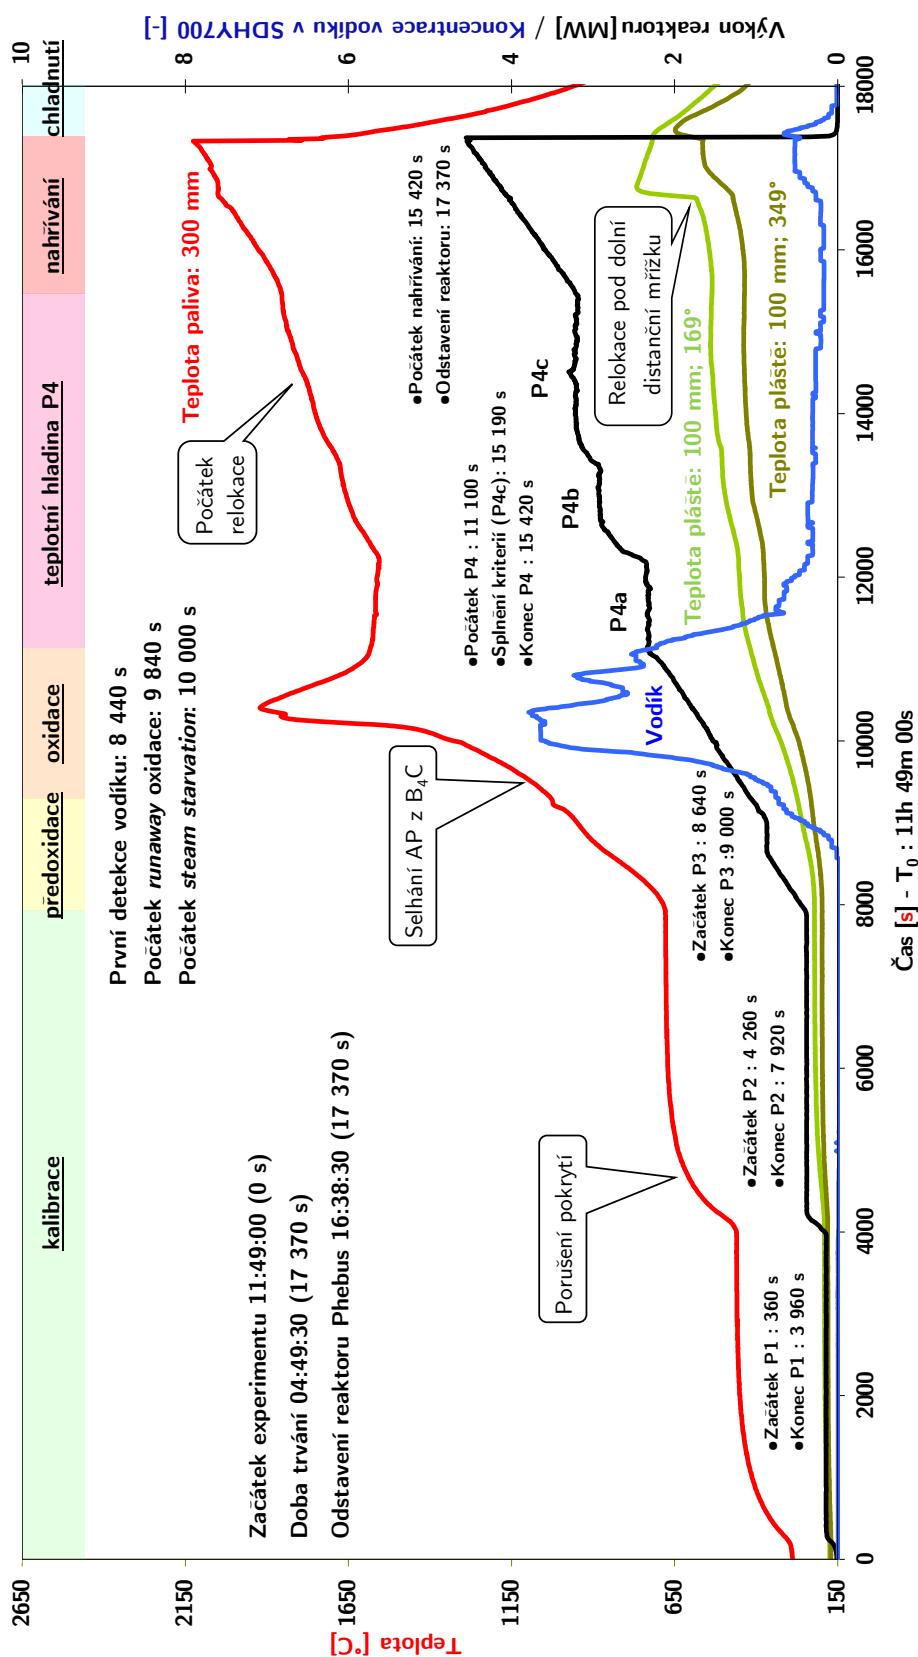 kalibrace
předoxidace
oxidace
teplotní hladina P4
nahřívání
chladnutí
Začátek experimentu 11:49:00 (0 s)
Doba trvání 04:49:30 (17 370 s)
Odstavení reaktoru Phebus 16:38:30 (17 370 s)
První detekce vodíku: 8 440 s
Počátek runaway oxidace: 9 840 s
Počátek steam starvation: 10 000 s
Teplota paliva: 300 mm
Počátek
relokace
Selhání AP z B4C
Porušení pokrytí
●Počátek P4 : 11 100 s
●Splnění kriterií (P4c): 15 190 s
●Konec P4 : 15 420 s
●Počátek nahřívání: 15 420 s
●Odstavení reaktoru: 17 370 s
P4a
P4b
P4c
Relokace pod dolní
distanční mřížku
Vodík
Teplota pláště: 100 mm; 169°
Teplota pláště: 100 mm; 349°
●Začátek P3 : 8 640 s
●Konec P3 :9 000 s
●Začátek P2 : 4 260 s
●Konec P2 : 7 920 s
●Začátek P1 : 360 s
●Konec P1 : 3 960 s
Teplota [°C]
2650
2150
1650
1150
650
150
0
2000
4000
6000
8000
10000
12000
14000
16000
18000
Čas [s] - T0 : 11h 49m 00s
10
8
6
4
2
0
Koncentrace vodíku v SDHY700 [-] / Výkon reaktoru[MW]